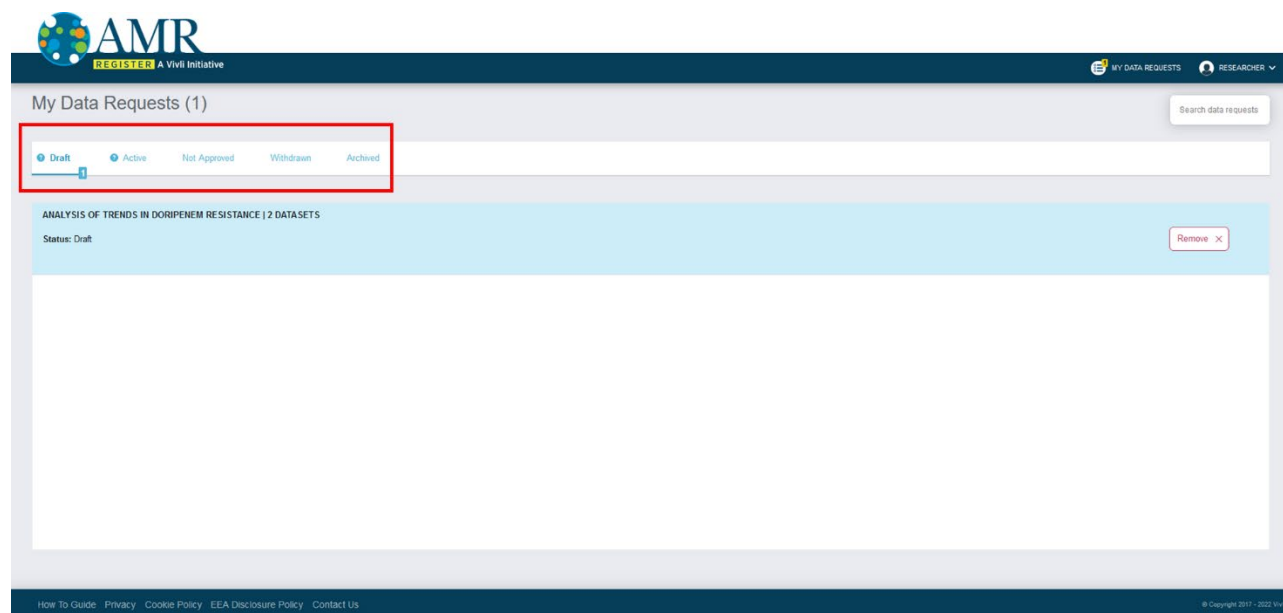 AMR
REGISTER A Vivli Initiative
1
MY DATA REQUESTS RESEARCHER
My Data Requests (1)
Search data requests
? Draft ? Active Not Approved Withdrawn Archived
1
ANALYSIS OF TRENDS IN DORIPENEM RESISTANCE | 2 DATASETS
Status: Draft
Remove X
How To Guide Privacy Cookie Policy EEA Disclosure Policy Contact Us
© Copyright 2017 - 2022